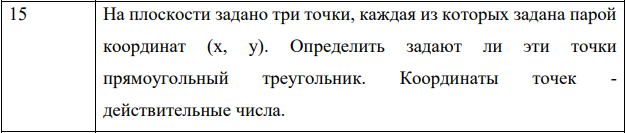 15
На плоскости задано три точки, каждая из которых задана парой
координат (x, y). Определить задают ли эти точки
прямоугольный треугольник. Координаты точек -
действительные числа.